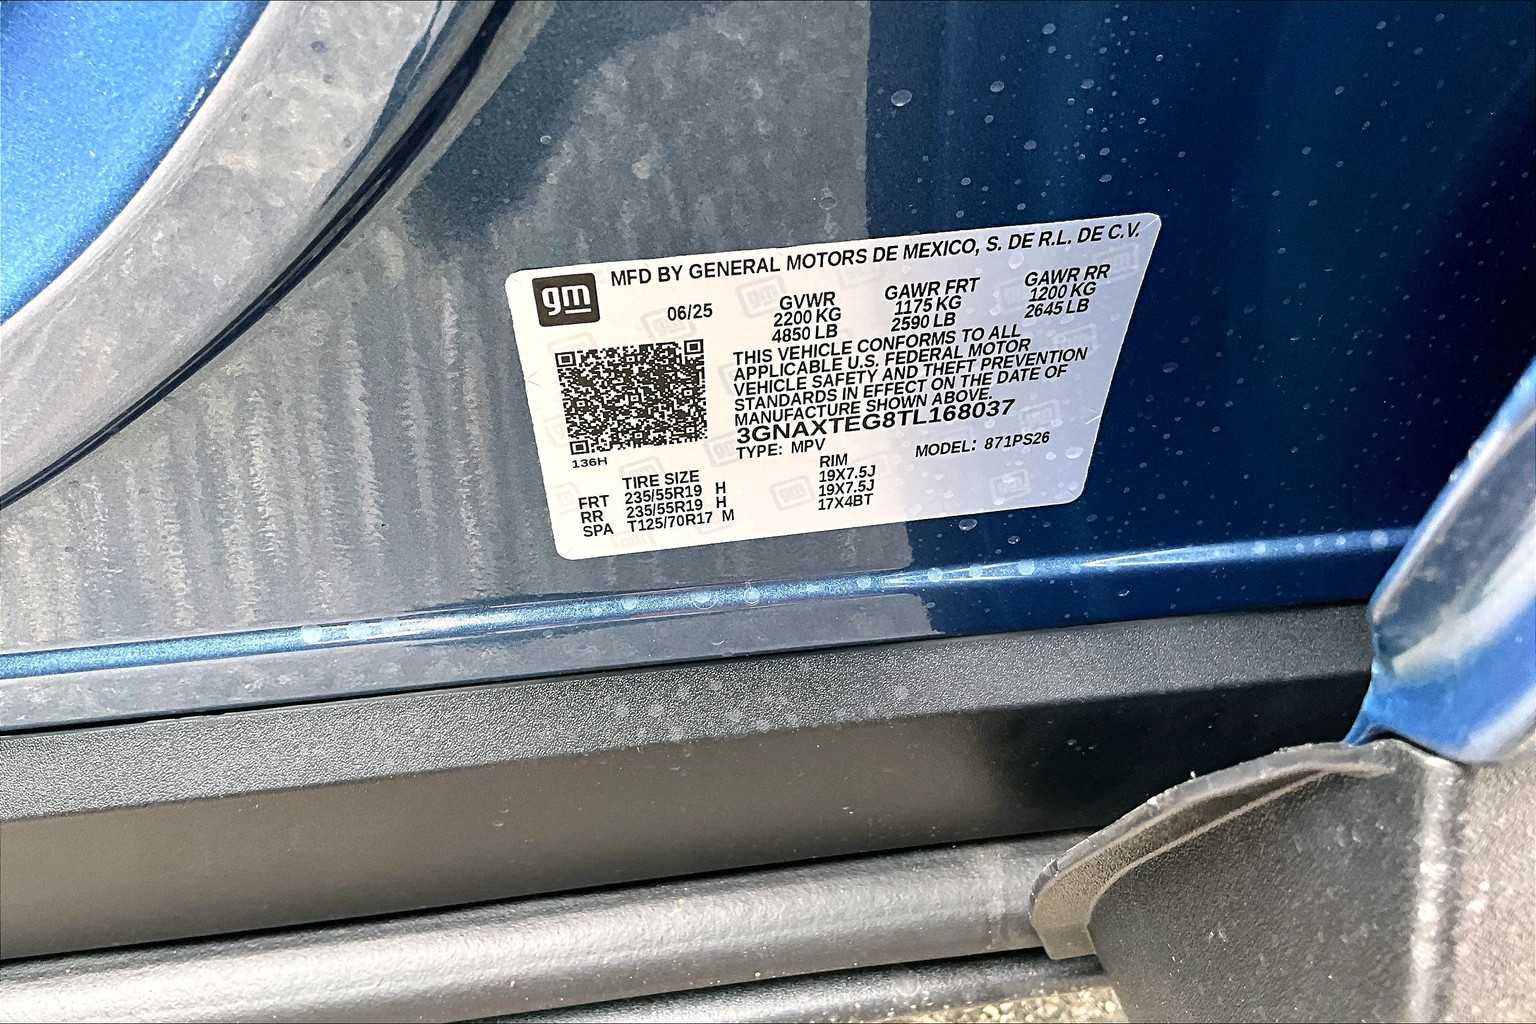 gm
MFD BY GENERAL MOTORS DE MEXICO, S. DE R.L. DE C.V.
06/25
GVWR
2200 KG
4850 LB
GAWR FRT
1175 KG
2590 LB
GAWR RR
1200 KG
2645 LB
THIS VEHICLE CONFORMS TO ALL
APPLICABLE U.S. FEDERAL MOTOR
VEHICLE SAFETY AND THEFT PREVENTION
STANDARDS IN EFFECT ON THE DATE OF
MANUFACTURE SHOWN ABOVE.
3GNAXTEG8TL168037
TYPE: MPV MODEL: 871PS26
136H
TIRE SIZE RIM
FRT 235/55R19 H 19X7.5J
RR 235/55R19 H 19X7.5J
SPA T125/70R17 M 17X4BT